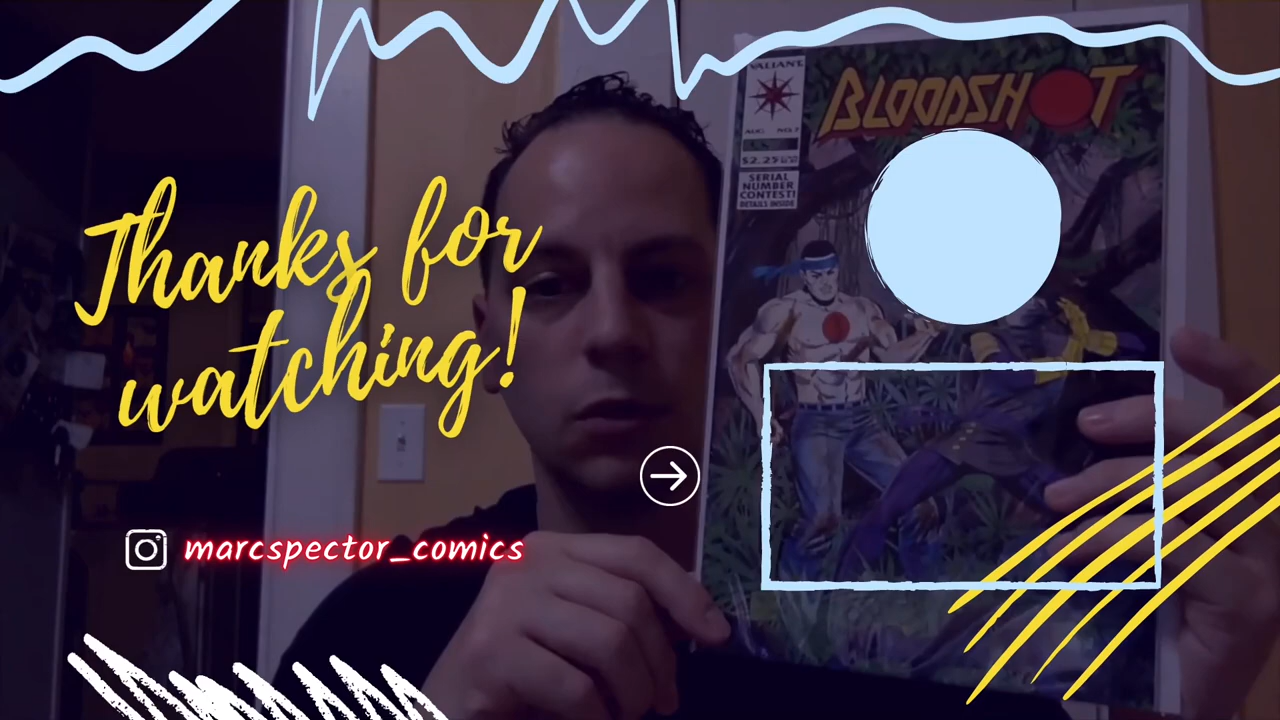 Thanks for
watching!
marcspector_comics
VALIANT
AUG NO.7
$2.25
SERIAL
NUMBER
CONTEST!
DETAILS INSIDE
BLOODSHOT